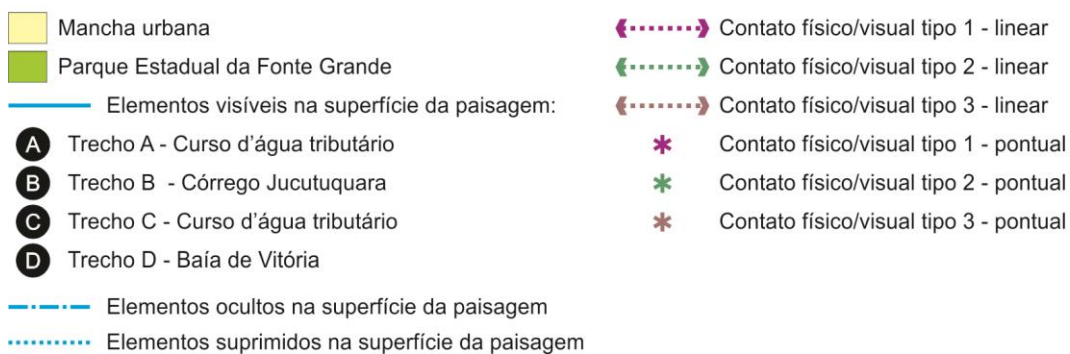 Mancha urbana
Parque Estadual da Fonte Grande
Elementos visíveis na superfície da paisagem:
A Trecho A - Curso d'água tributário
B Trecho B - Córrego Jucutuquara
C Trecho C - Curso d'água tributário
D Trecho D - Baía de Vitória
Elementos ocultos na superfície da paisagem
Elementos suprimidos na superfície da paisagem
Contato físico/visual tipo 1 - linear
Contato físico/visual tipo 2 - linear
Contato físico/visual tipo 3 - linear
Contato físico/visual tipo 1 - pontual
Contato físico/visual tipo 2 - pontual
Contato físico/visual tipo 3 - pontual